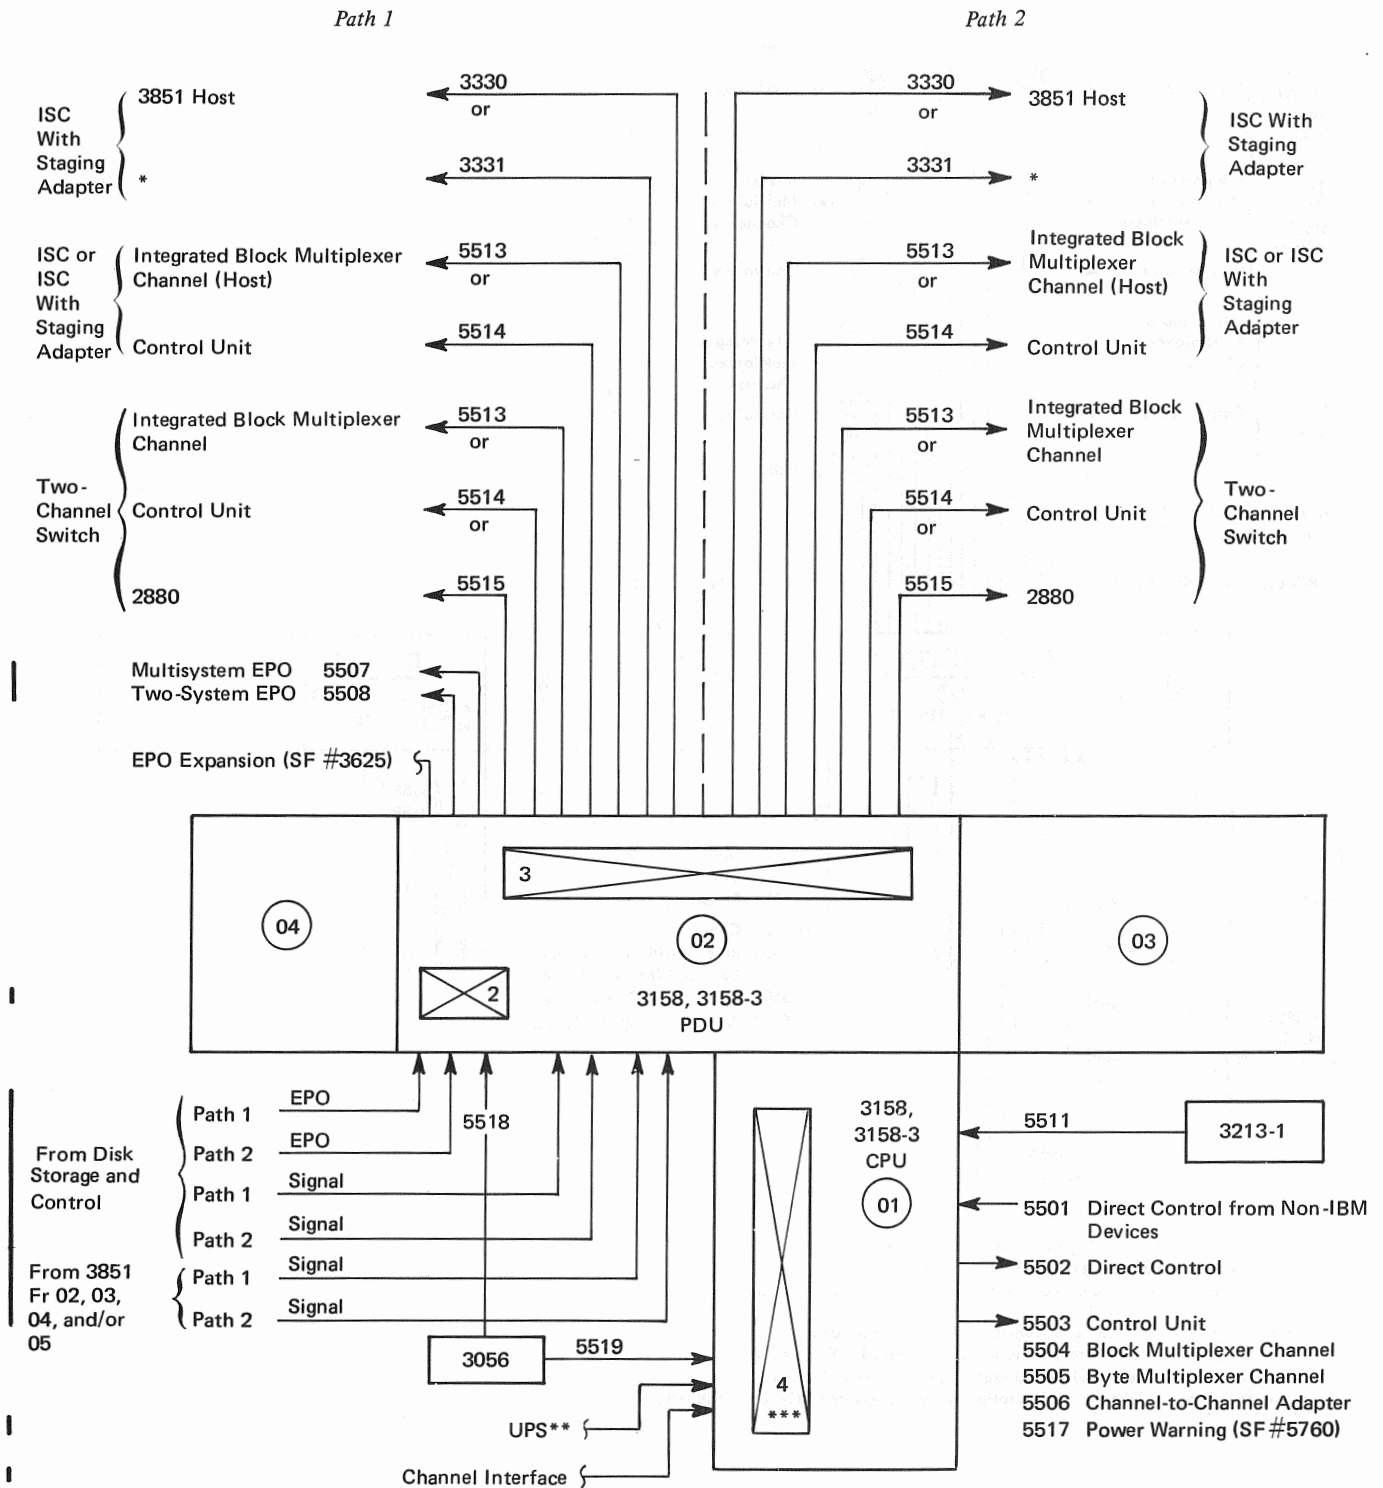 Path 1
Path 2
ISC
With
Staging
Adapter
3851 Host
*
3330
or
3331
3330
or
3331
3851 Host
*
ISC With
Staging
Adapter
ISC or
ISC
With
Staging
Adapter
Integrated Block Multiplexer
Channel (Host)
Control Unit
5513
or
5514
5513
or
5514
Integrated Block
Multiplexer
Channel (Host)
Control Unit
ISC or ISC
With
Staging
Adapter
Two-
Channel
Switch
Integrated Block Multiplexer
Channel
Control Unit
2880
5513
or
5514
or
5515
5513
or
5514
or
5515
Integrated Block
Multiplexer
Channel
Control Unit
2880
Two-
Channel
Switch
Multisystem EPO 5507
Two-System EPO 5508
EPO Expansion (SF #3625)
3
04
02
03
2
3158, 3158-3
PDU
From Disk
Storage and
Control
Path 1 EPO
Path 2 EPO
Path 1 Signal
Path 2 Signal
From 3851
Fr 02, 03,
04, and/or
05
Path 1 Signal
Path 2 Signal
5518
3056
5519
UPS**
Channel Interface
3158,
3158-3
CPU
01
4
***
5511
3213-1
5501 Direct Control from Non-IBM
Devices
5502 Direct Control
5503 Control Unit
5504 Block Multiplexer Channel
5505 Byte Multiplexer Channel
5506 Channel-to-Channel Adapter
5517 Power Warning (SF #5760)